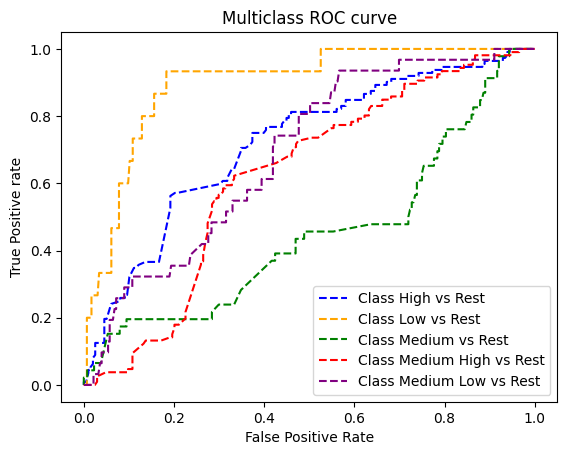 Multiclass ROC curve
True Positive rate
1.0
0.8
0.6
0.4
0.2
0.0
Class High vs Rest
Class Low vs Rest
Class Medium vs Rest
Class Medium High vs Rest
Class Medium Low vs Rest
0.0 0.2 0.4 0.6 0.8 1.0
False Positive Rate